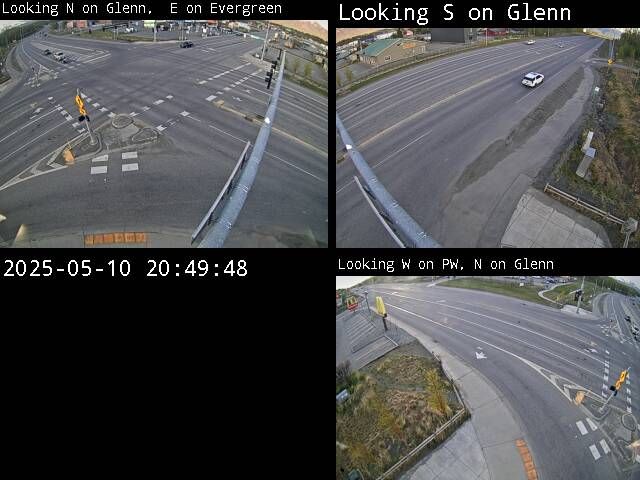 Looking N on Glenn,  E on Evergreen
Looking S on Glenn
2025-05-10 20:49:48
Looking W on PW, N on Glenn